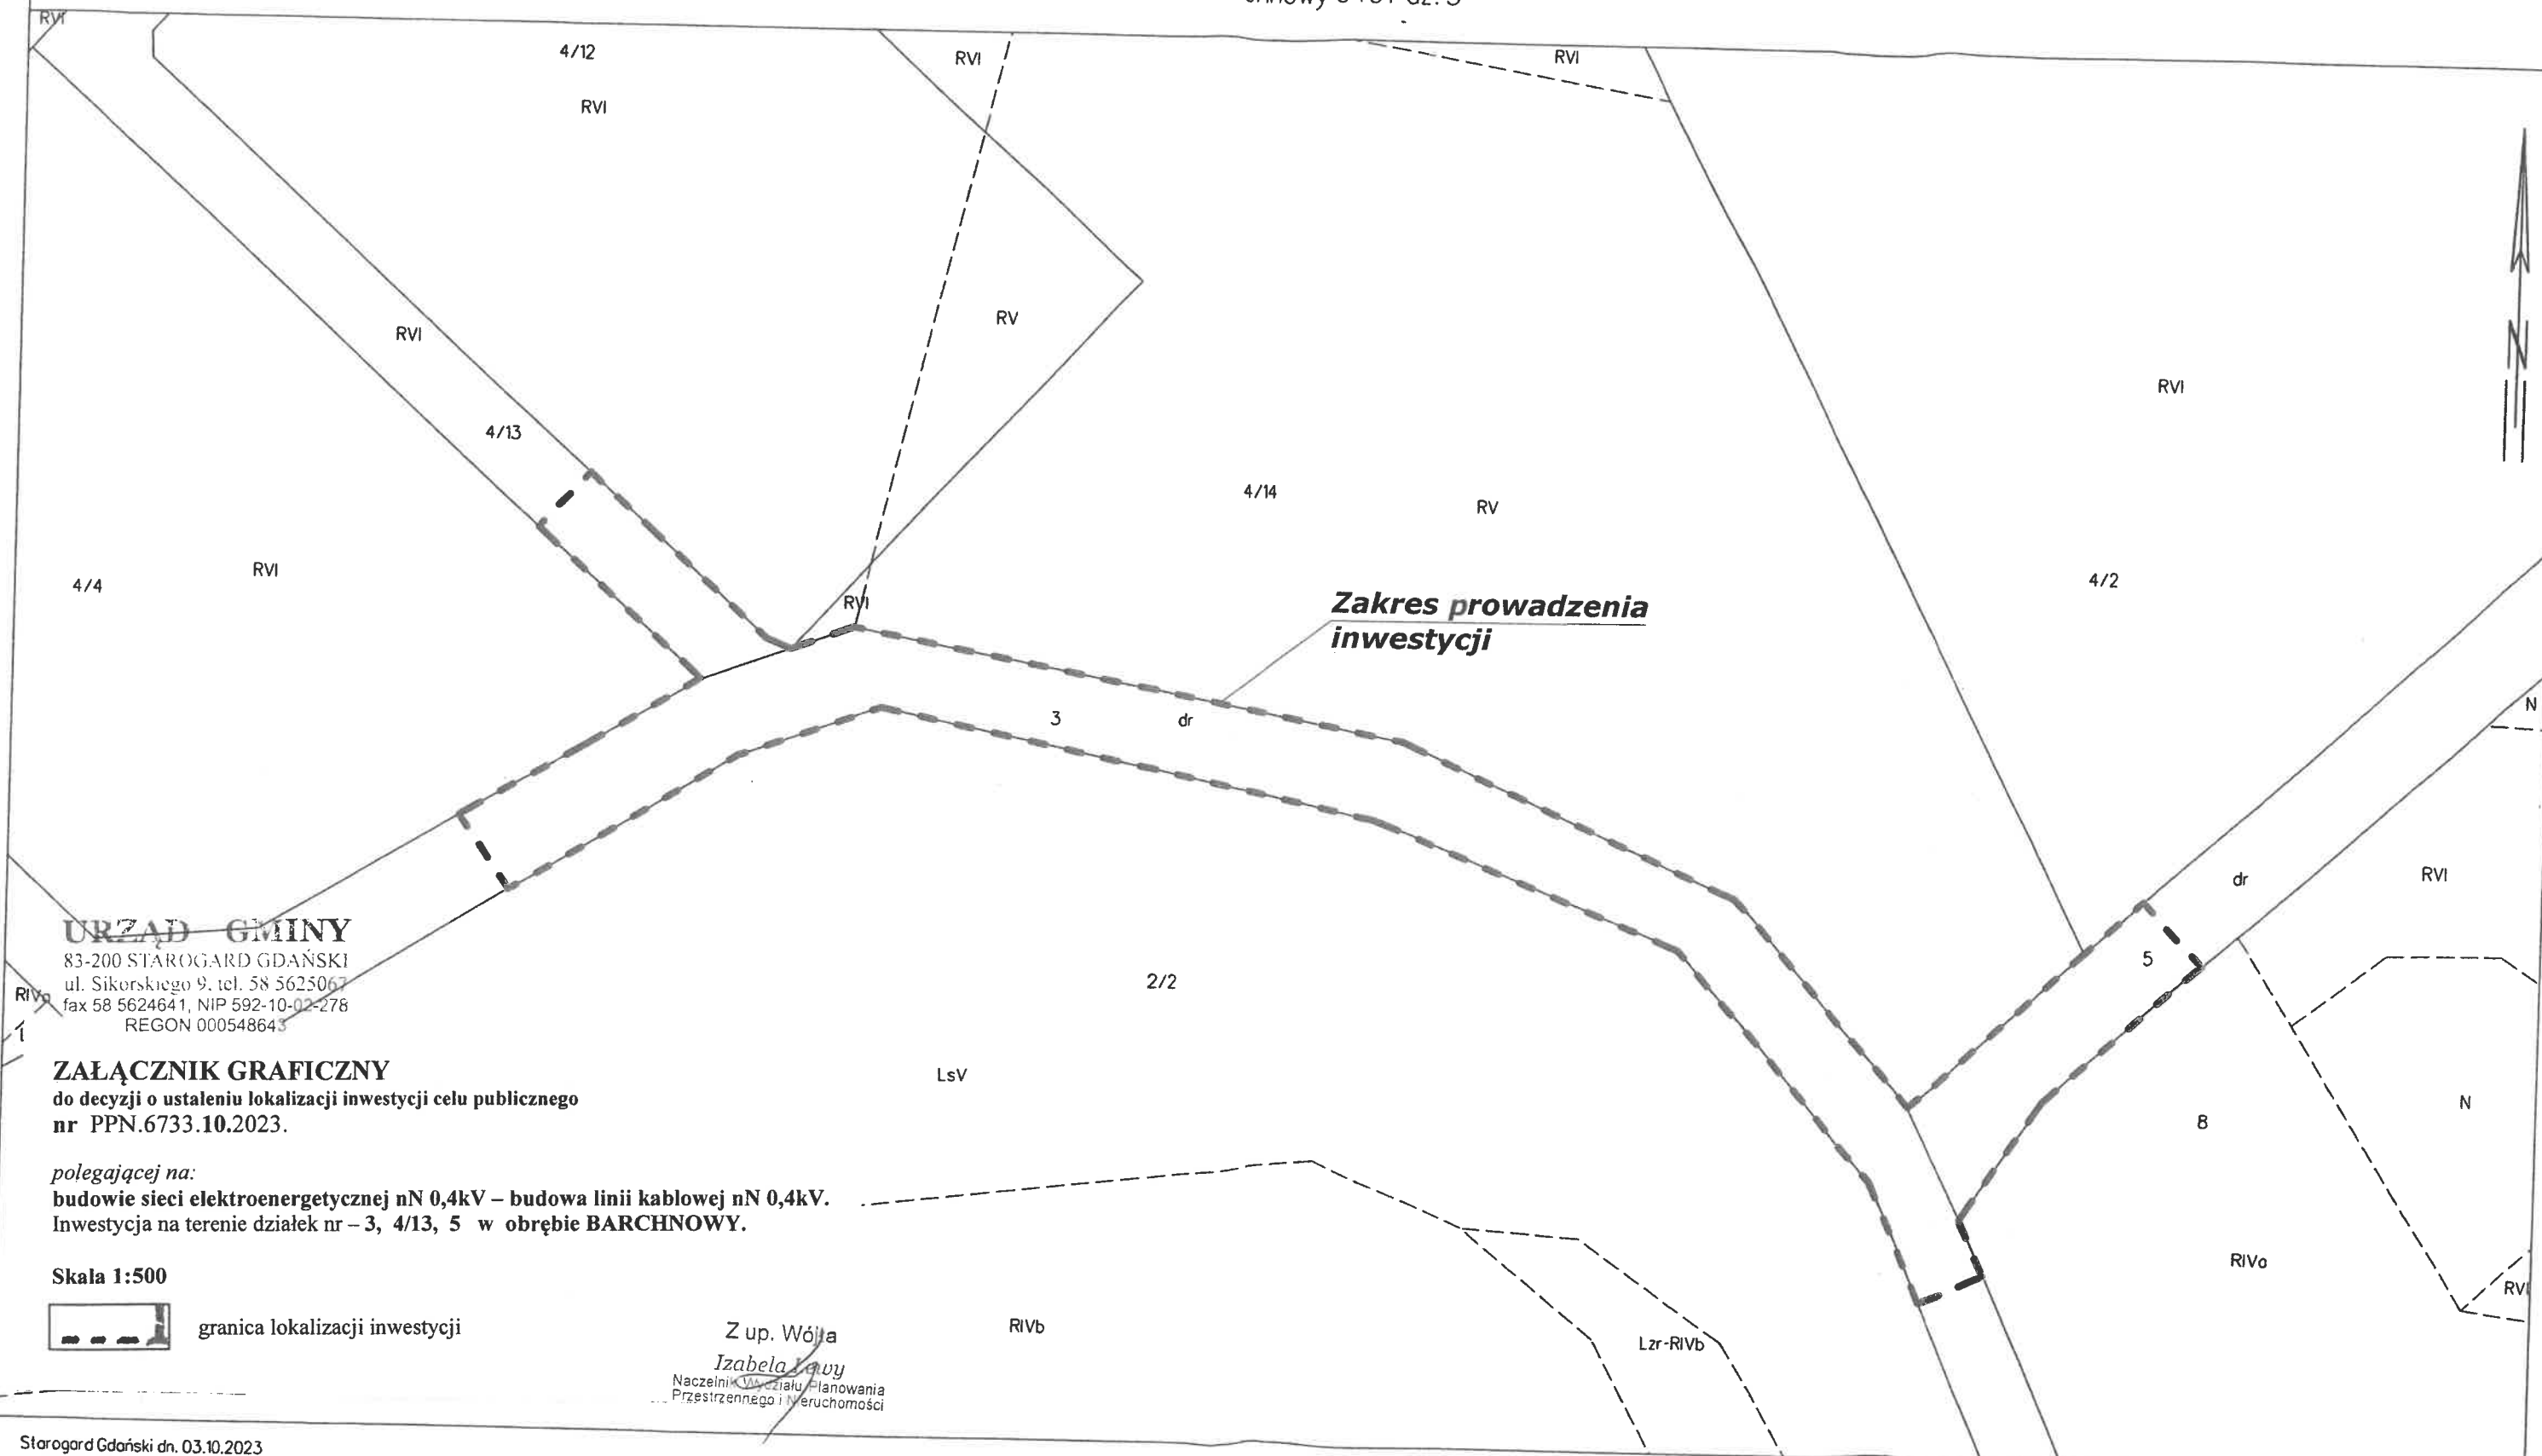 RVI
4/12
RVI
RVI
RVI
RVI
RV
RVI
4/13
4/14
RV
RVI
4/4
RVI
4/2
RVI
Zakres prowadzenia
inwestycji
N
3
dr
N
dr
RVI
5
2/2
URZĄD GMINY
83-200 STAROGARD GDAŃSKI
ul. Sikorskiego 9, tel. 58 5625067
fax 58 5624641, NIP 592-10-02-278
REGON 000548643
1
ZAŁĄCZNIK GRAFICZNY
do decyzji o ustaleniu lokalizacji inwestycji celu publicznego
nr PPN.6733.10.2023.
LsV
N
8
polegającej na:
budowie sieci elektroenergetycznej nN 0,4kV – budowa linii kablowej nN 0,4kV.
Inwestycja na terenie działek nr – 3, 4/13, 5 w obrębie BARCHNOWY.
RIVa
Skala 1:500
RVI
granica lokalizacji inwestycji
RIVb
Lzr-RIVb
Z up. Wójta
Izabela
Naczelnik Wydziału Planowania
Przestrzennego i Nieruchomości
Starogard Gdański dn. 03.10.2023